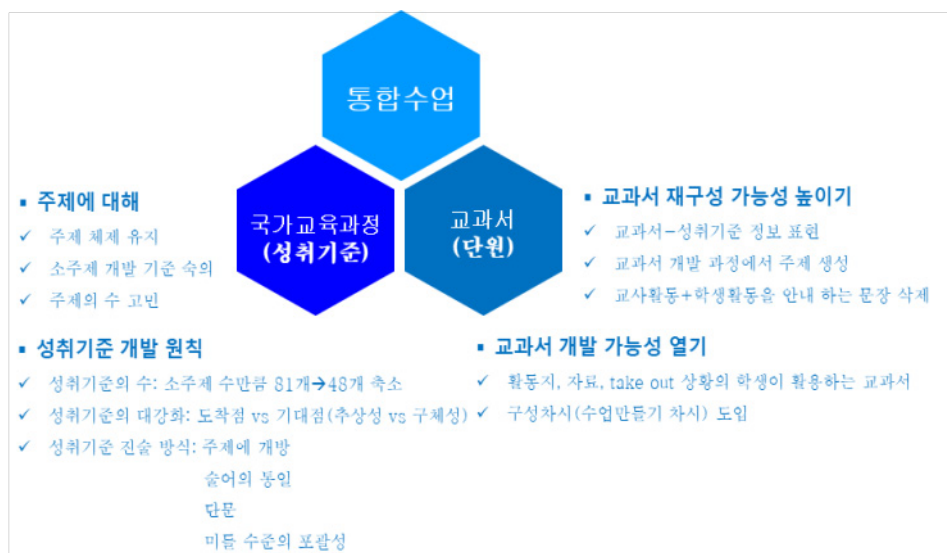 통합수업
국가교육과정
(성취기준)
교과서
(단원)
▪ 주제에 대해
✓ 주제 체제 유지
✓ 소주제 개발 기준 숙의
✓ 주제의 수 고민
▪ 성취기준 개발 원칙
✓ 성취기준의 수: 소주제 수만큼 81개→48개 축소
✓ 성취기준의 대강화: 도착점 vs 기대점(추상성 vs 구체성)
✓ 성취기준 진술 방식: 주제에 개방
술어의 통일
단문
미들 수준의 포괄성
▪ 교과서 재구성 가능성 높이기
✓ 교과서-성취기준 정보 표현
✓ 교과서 개발 과정에서 주제 생성
✓ 교사활동+학생활동을 안내 하는 문장 삭제
▪ 교과서 개발 가능성 열기
✓ 활동지, 자료, take out 상황의 학생이 활용하는 교과서
✓ 구성차시(수업만들기 차시) 도임